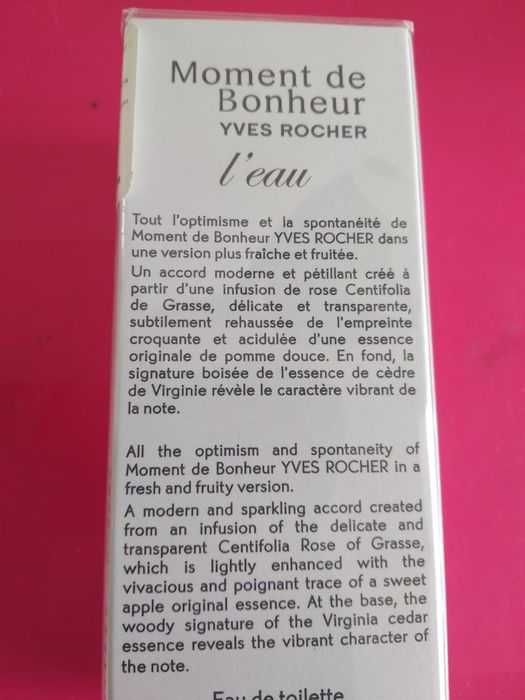 Moment de
Bonheur
YVES ROCHER
l'eau
Tout l'optimisme et la spontanéité de
Moment de Bonheur YVES ROCHER dans
une version plus fraîche et fruitée.
Un accord moderne et pétillant créé à
partir d'une infusion de rose Centifolia
de Grasse, délicate et transparente,
subtilement rehaussée de l'empreinte
croquante et acidulée d'une essence
originale de pomme douce. En fond, la
signature boisée de l'essence de cèdre
de Virginie révèle le caractère vibrant de
la note.
All the optimism and spontaneity of
Moment de Bonheur YVES ROCHER in a
fresh and fruity version.
A modern and sparkling accord created
from an infusion of the delicate and
transparent Centifolia Rose of Grasse,
which is lightly enhanced with the
vivacious and poignant trace of a sweet
apple original essence. At the base, the
woody signature of the Virginia cedar
essence reveals the vibrant character of
the note.
Eau de toilette